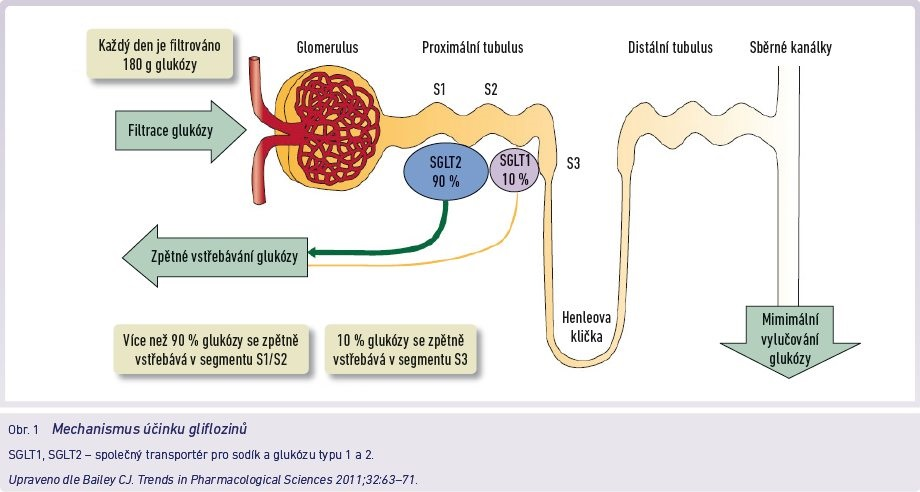 Každý den je filtrováno
180 g glukózy
Glomerulus
Proximální tubulus
Distální tubulus
Sběrné kanálky
S1
S2
Filtrace glukózy
SGLT2
90 %
SGLT1
10 %
S3
Zpětné vstřebávání glukózy
Henleova
klička
Více než 90 % glukózy se zpětně
vstřebává v segmentu S1/S2
10 % glukózy se zpětně
vstřebává v segmentu S3
Mimimální
vylučování
glukózy
Obr. 1 Mechanismus účinku gliflozinů
SGLT1, SGLT2 – společný transportér pro sodík a glukózu typu 1 a 2.
Upraveno dle Bailey CJ. Trends in Pharmacological Sciences 2011;32:63–71.